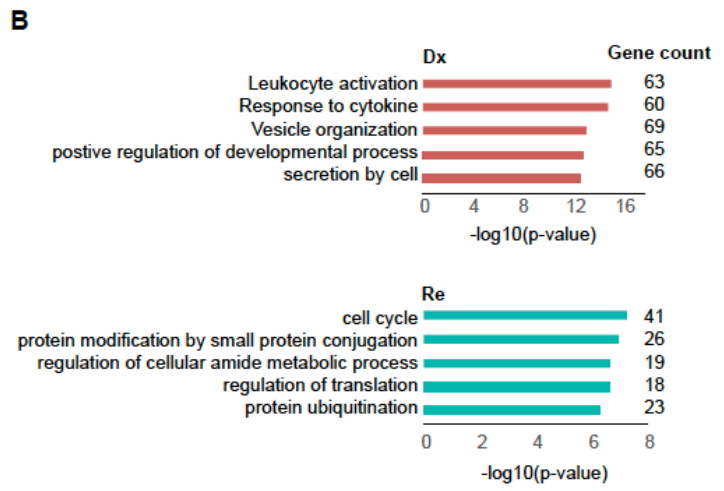 B
Dx Gene count
Leukocyte activation 63
Response to cytokine 60
Vesicle organization 69
postive regulation of developmental process 65
secretion by cell 66
0 4 8 12 16
-log10(p-value)
Re
cell cycle 41
protein modification by small protein conjugation 26
regulation of cellular amide metabolic process 19
regulation of translation 18
protein ubiquitination 23
0 2 4 6 8
-log10(p-value)